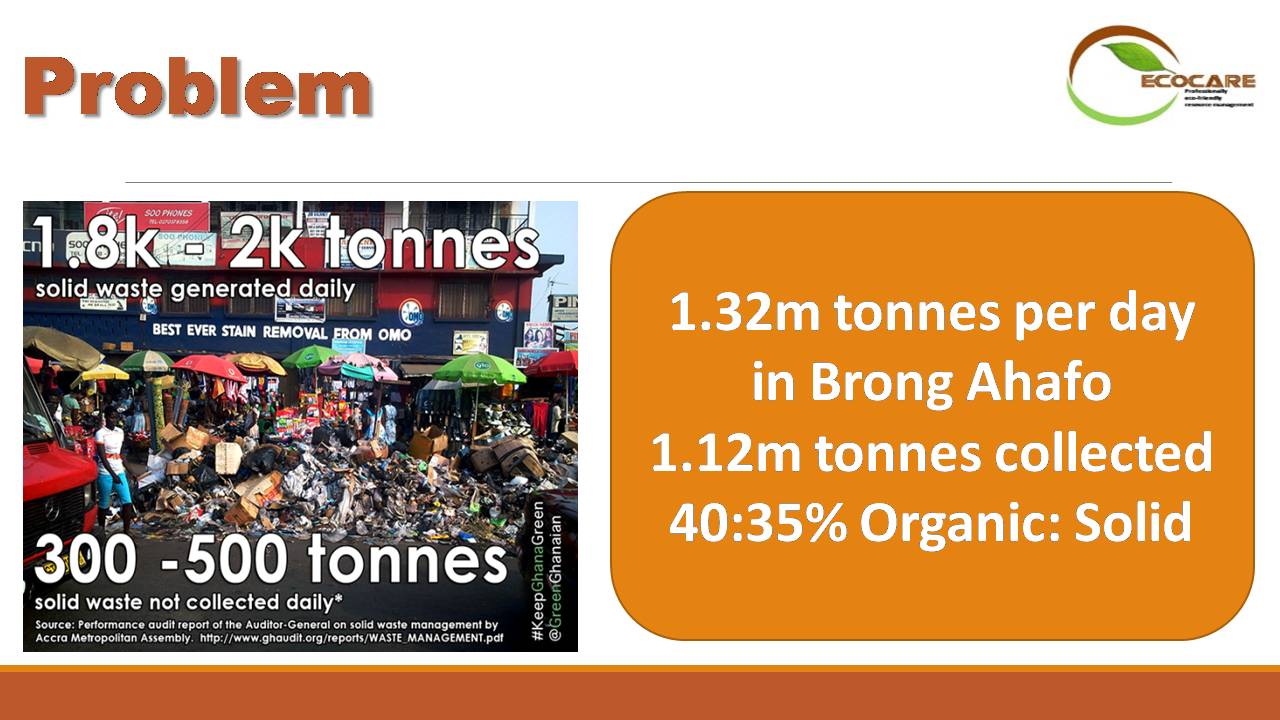 Problem
ECOCARE
Professionally
eco-friendly
resource management
1.8k - 2k tonnes
solid waste generated daily
SOO PHONES
BEST EVER STAIN REMOVAL FROM OMO
OMO
glo
300 -500 tonnes
solid waste not collected daily*
Source: Performance audit report of the Auditor-General on solid waste management by
Accra Metropolitan Assembly. http://www.ghaudit.org/reports/WASTE_MANAGEMENT.pdf
#KeepGhanaGreen
@GreenGhanaian
1.32m tonnes per day
in Brong Ahafo
1.12m tonnes collected
40:35% Organic: Solid